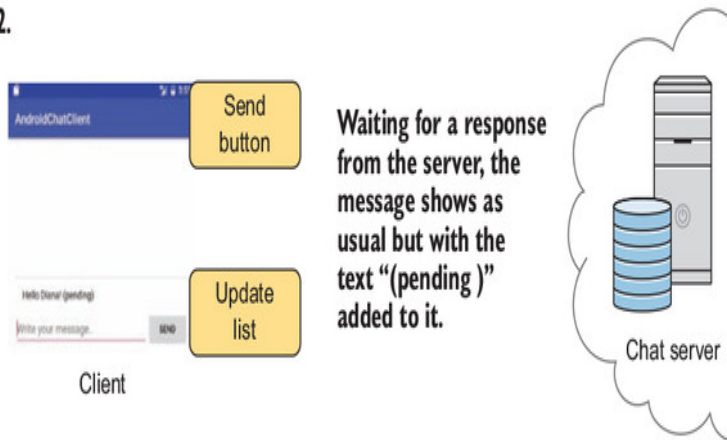 2.
AndroidChatClient
Send
button
Waiting for a response
from the server, the
message shows as
usual but with the
text “(pending )”
added to it.
Hello Diana! (pending)
Write your message..
SEND
Update
list
Client
Chat server